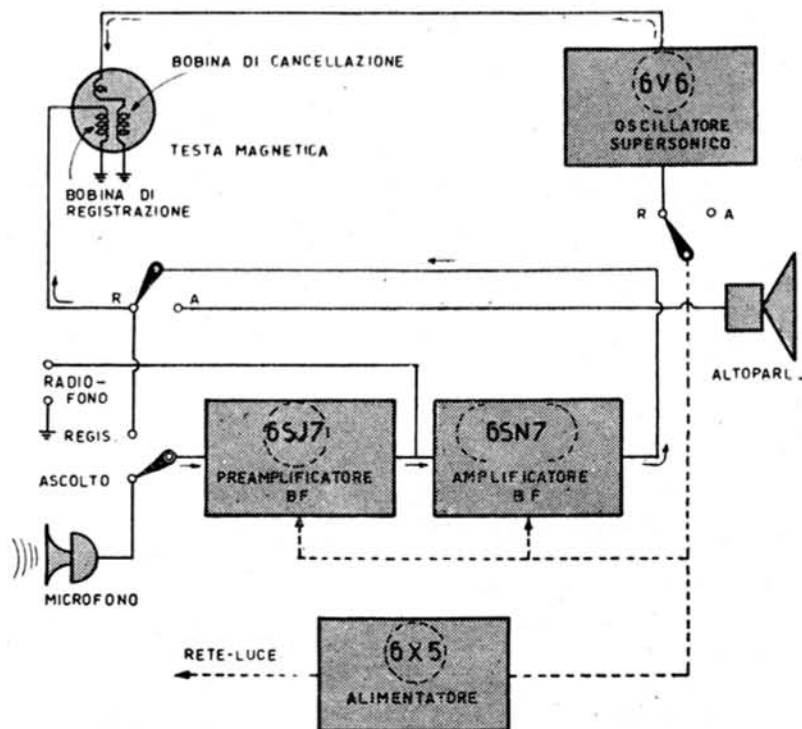 BOBINA DI CANCELLAZIONE
6V6
OSCILLATORE
SUPERSONICO
TESTA MAGNETICA
BOBINA DI
REGISTRAZIONE
R
A
R
A
ALTOPARL.
RADIO-
FONO
REGIS.
6SJ7
6SN7
ASCOLTO
PREAMPLIFICATORE
BF
AMPLIFICATORE
BF
MICROFONO
RETE-LUCE
6X5
ALIMENTATORE